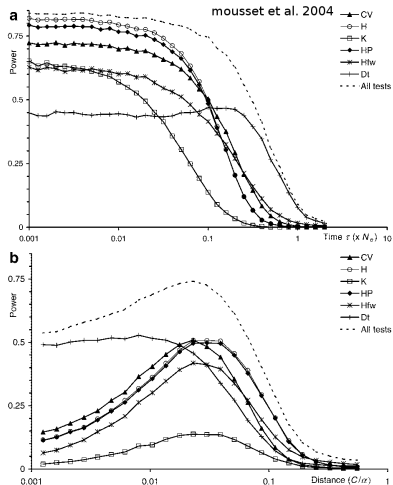 a
mousset et al. 2004
CV
H
K
HP
Hfw
Dt
All tests
0.75
0.5
0.25
0
Power
0.001
0.01
0.1
1
10
Time τ (x Nₑ)
b
CV
H
K
HP
Hfw
Dt
All tests
0.75
0.5
0.25
0
Power
0.001
0.01
0.1
1
Distance (C/α)